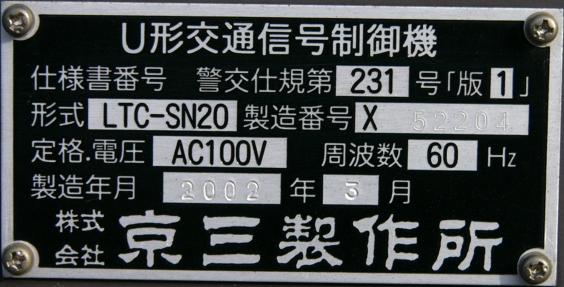 U形交通信号制御機
仕様書番号 警交仕規第 231 号「版 1」
形式 LTC-SN20 製造番号 X 52204
定格.電圧 AC100V 周波数 60 Hz
製造年月 2002 年 3 月
株式会社 京三製作所